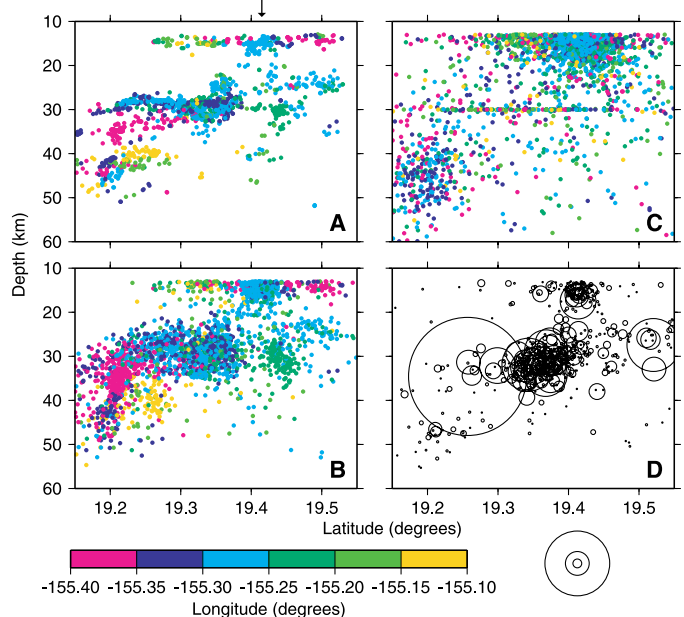 10
20
30
40
50
60
A
C
Depth (km)
10
20
30
40
50
60
B
D
19.2 19.3 19.4 19.5 19.2 19.3 19.4 19.5
Latitude (degrees)
-155.40 -155.35 -155.30 -155.25 -155.20 -155.15 -155.10
Longitude (degrees)